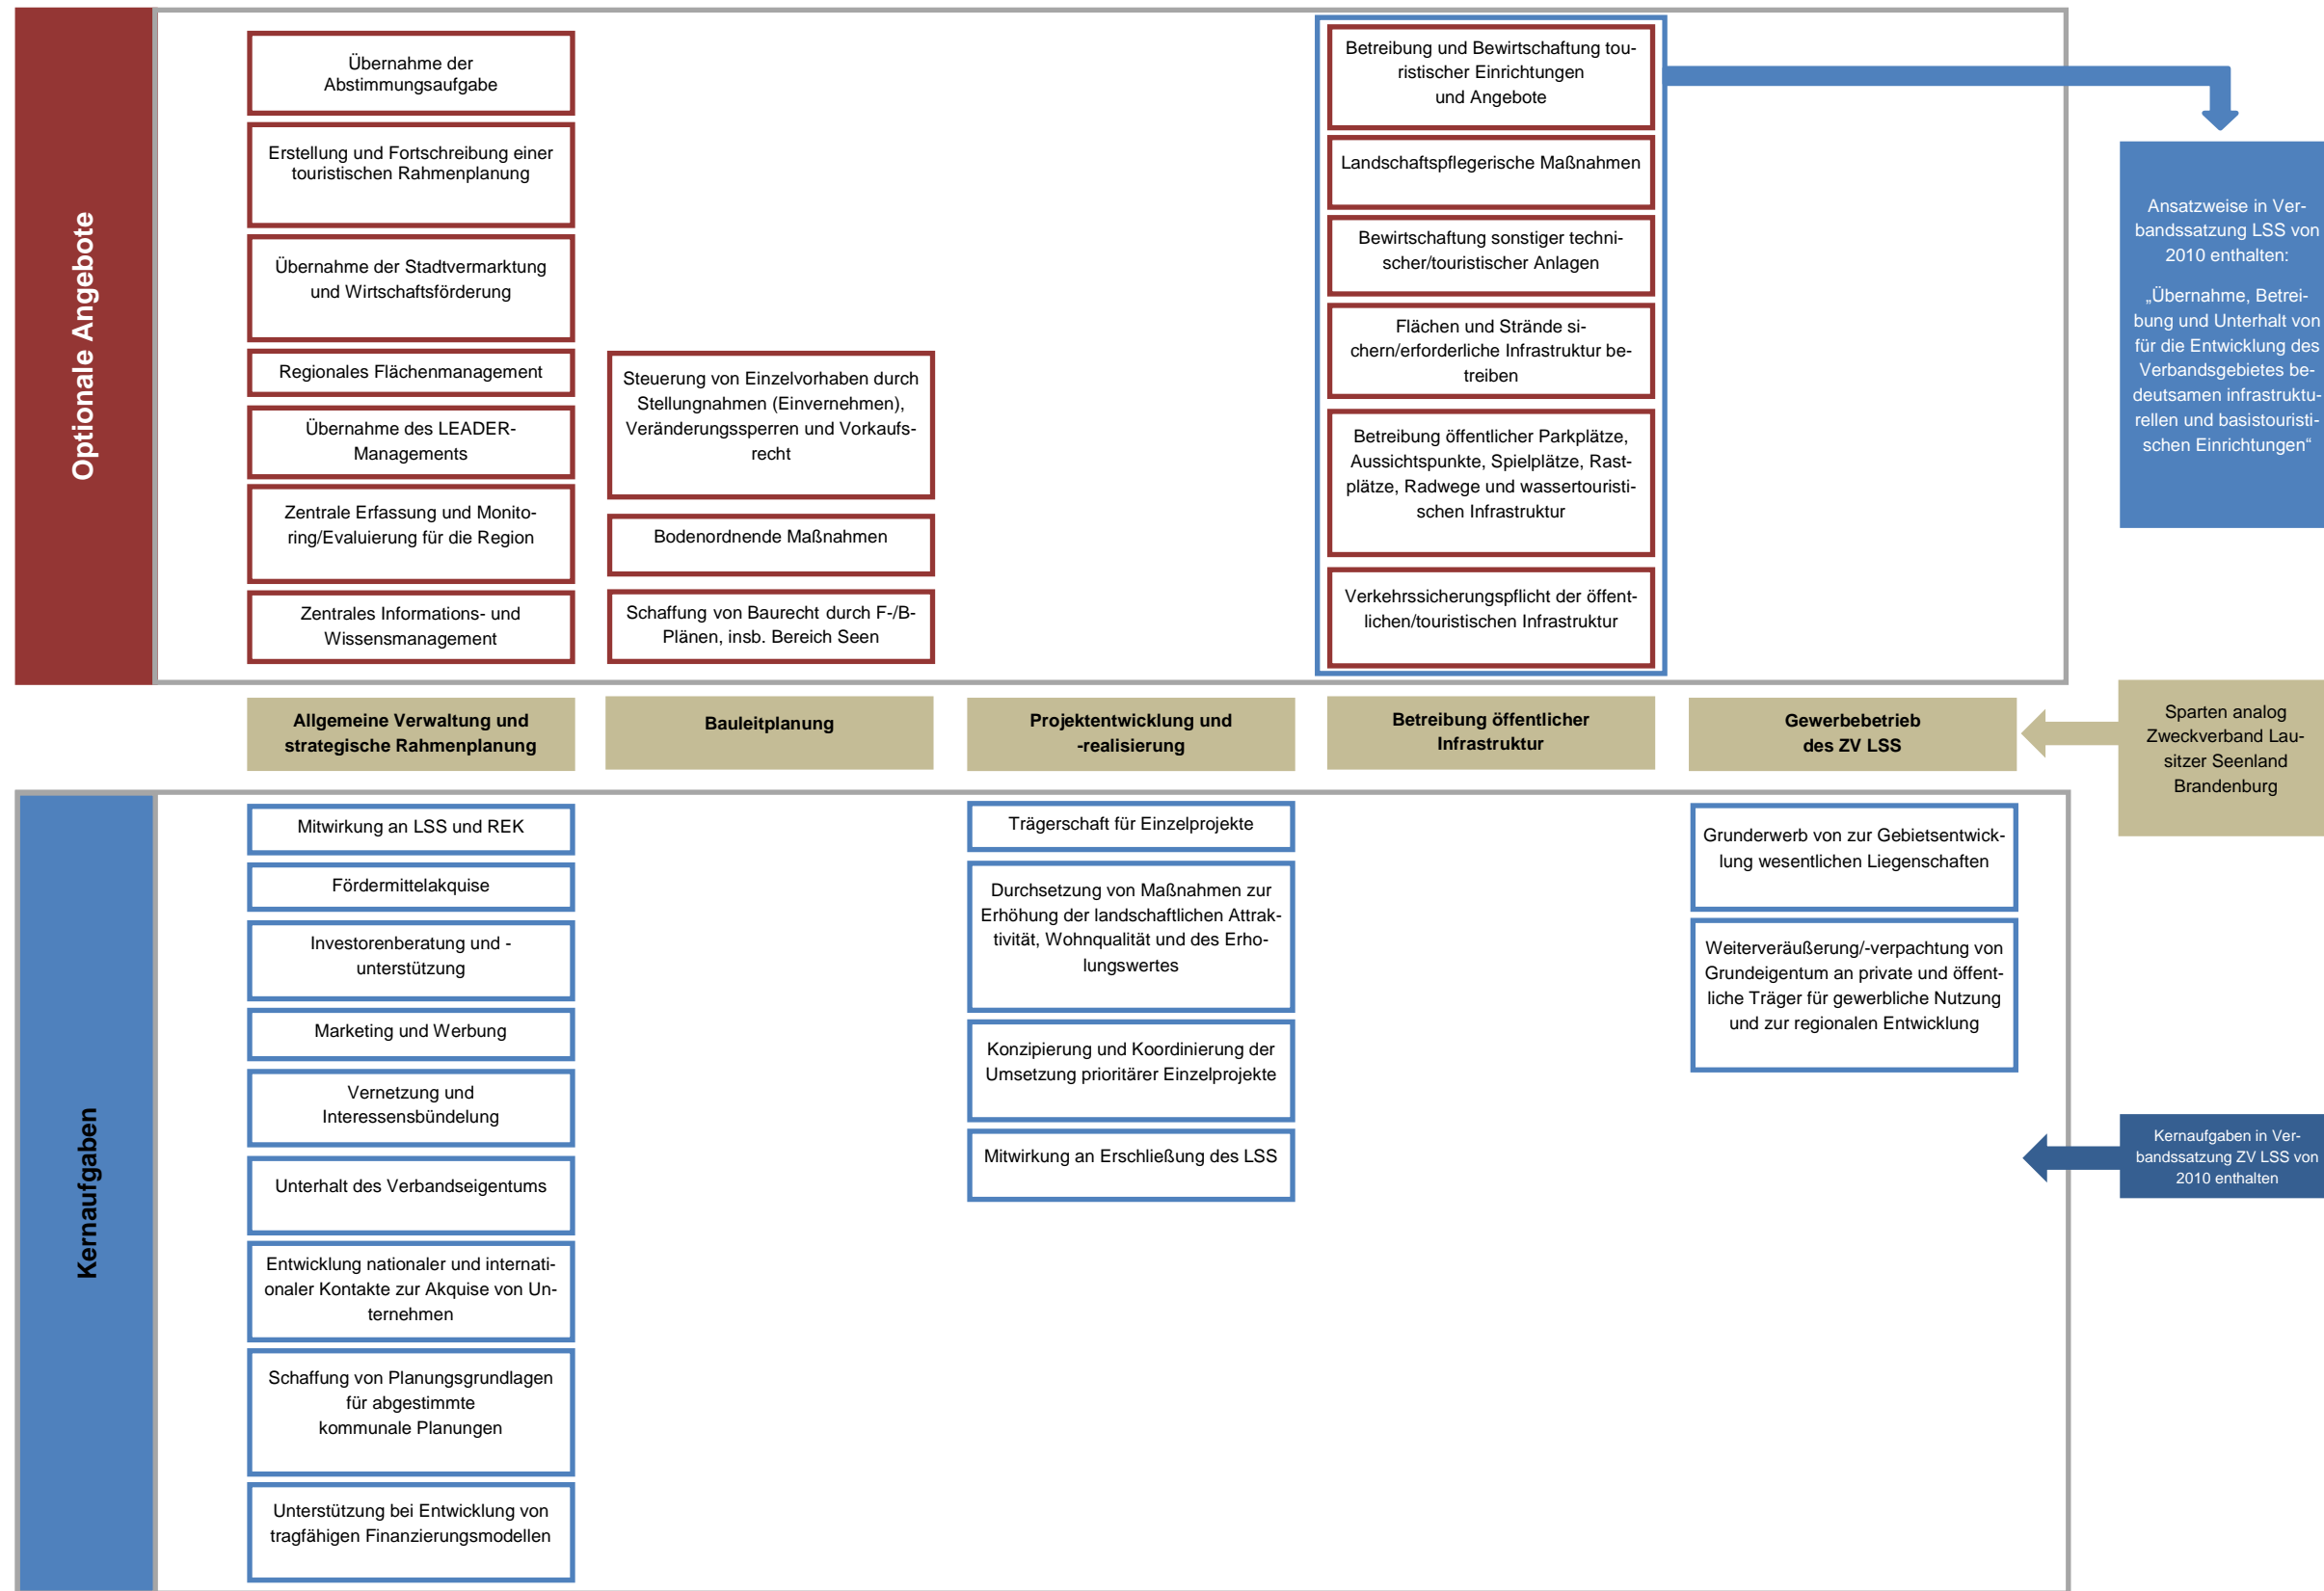 Optionale Angebote
Übernahme der
Abstimmungsaufgabe
Erstellung und Fortschreibung einer
touristischen Rahmenplanung
Übernahme der Stadtvermarktung
und Wirtschaftsförderung
Regionales Flächenmanagement
Übernahme des LEADER-
Managements
Zentrale Erfassung und Monito-
ring/Evaluierung für die Region
Zentrales Informations- und
Wissensmanagement
Steuerung von Einzelvorhaben durch
Stellungnahmen (Einvernehmen),
Veränderungssperren und Vorkaufs-
recht
Bodenordnende Maßnahmen
Schaffung von Baurecht durch F-/B-
Plänen, insb. Bereich Seen
Betreibung und Bewirtschaftung tou-
ristischer Einrichtungen
und Angebote
Landschaftspflegerische Maßnahmen
Bewirtschaftung sonstiger techni-
scher/touristischer Anlagen
Flächen und Strände si-
chern/erforderliche Infrastruktur be-
treiben
Betreibung öffentlicher Parkplätze,
Aussichtspunkte, Spielplätze, Rast-
plätze, Radwege und wassertouristi-
schen Infrastruktur
Verkehrssicherungspflicht der öffent-
lichen/touristischen Infrastruktur
Ansatzweise in Ver-
bandssatzung LSS von
2010 enthalten:
„Übernahme, Betrei-
bung und Unterhalt von
für die Entwicklung des
Verbandsgebietes be-
deutsamen infrastruktu-
rellen und basistouristi-
schen Einrichtungen“
Allgemeine Verwaltung und
strategische Rahmenplanung
Bauleitplanung
Projektentwicklung und
-realisierung
Betreibung öffentlicher
Infrastruktur
Gewerbebetrieb
des ZV LSS
Sparten analog
Zweckverband Lau-
sitzer Seenland
Brandenburg
Kernaufgaben
Mitwirkung an LSS und REK
Fördermittelakquise
Investorenberatung und -
unterstützung
Marketing und Werbung
Vernetzung und
Interessensbündelung
Unterhalt des Verbandseigentums
Entwicklung nationaler und internati-
onaler Kontakte zur Akquise von Un-
ternehmen
Schaffung von Planungsgrundlagen
für abgestimmte
kommunale Planungen
Unterstützung bei Entwicklung von
tragfähigen Finanzierungsmodellen
Trägerschaft für Einzelprojekte
Durchsetzung von Maßnahmen zur
Erhöhung der landschaftlichen Attrak-
tivität, Wohnqualität und des Erho-
lungswertes
Konzipierung und Koordinierung der
Umsetzung prioritärer Einzelprojekte
Mitwirkung an Erschließung des LSS
Grunderwerb von zur Gebietsentwick-
lung wesentlichen Liegenschaften
Weiterveräußerung/-verpachtung von
Grundeigentum an private und öffent-
liche Träger für gewerbliche Nutzung
und zur regionalen Entwicklung
Kernaufgaben in Ver-
bandssatzung ZV LSS von
2010 enthalten